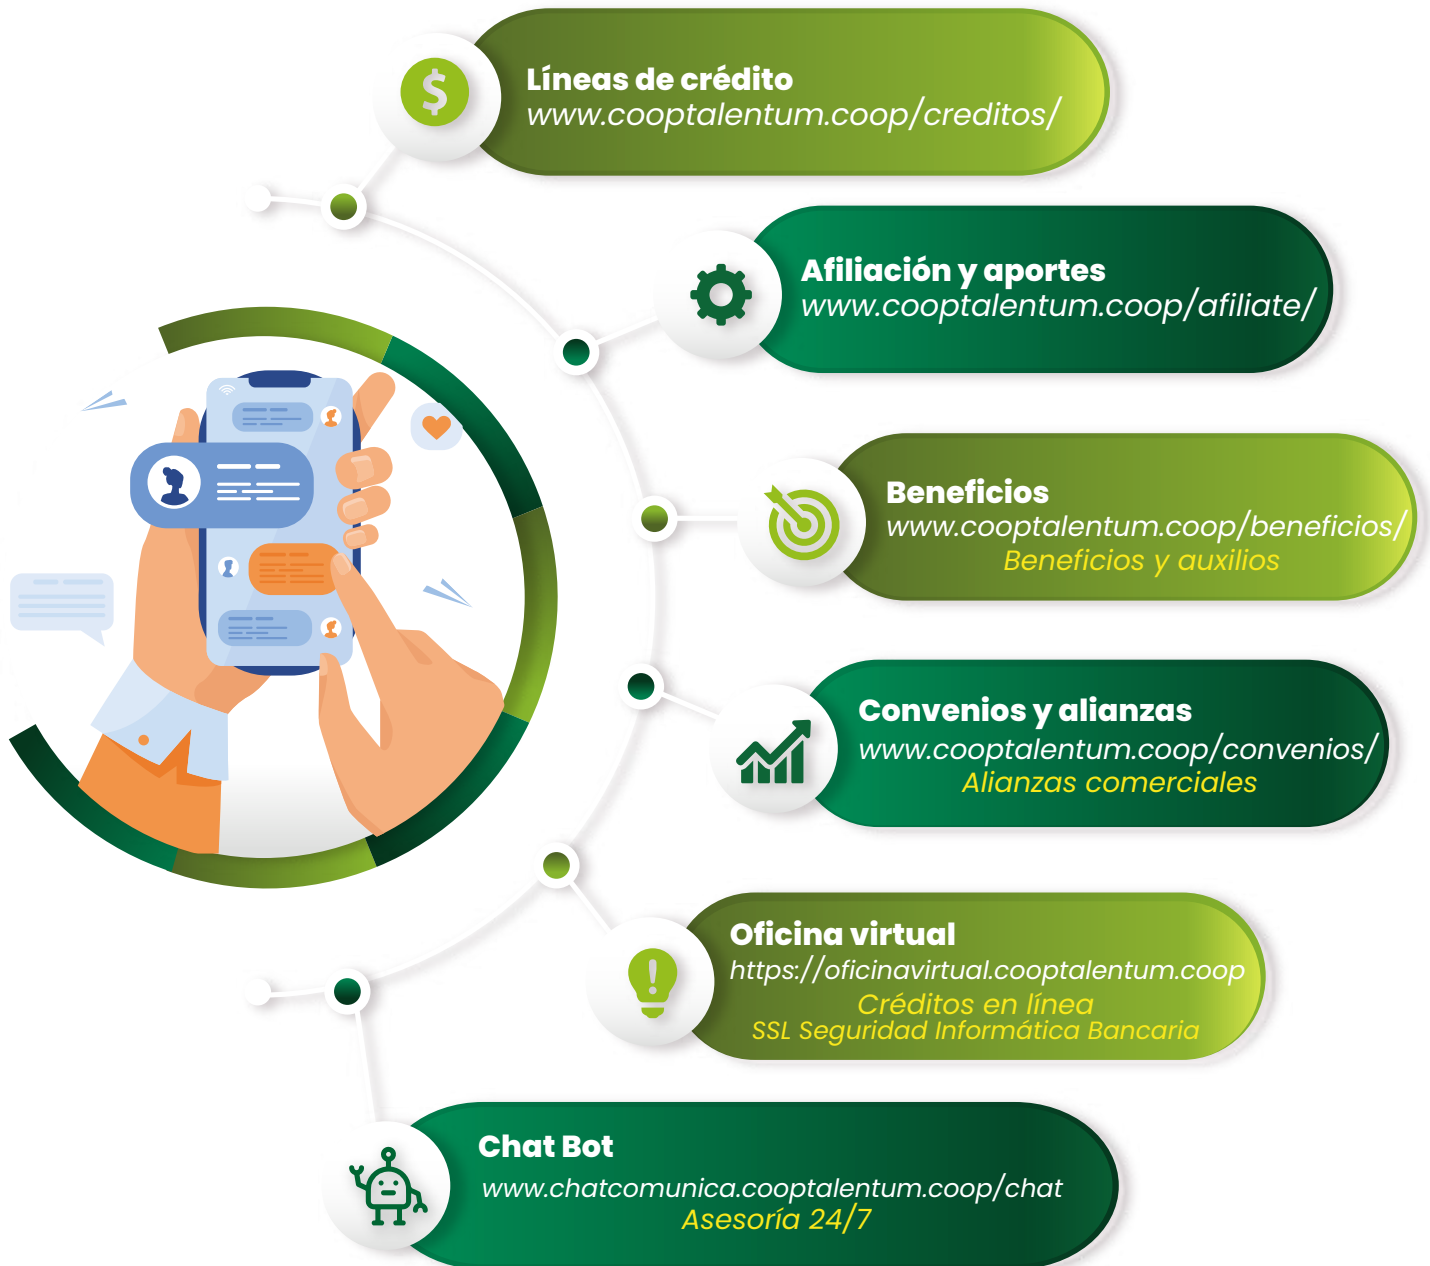 Líneas de crédito
www.cooptalentum.coop/creditos/
Afiliación y aportes
www.cooptalentum.coop/afiliate/
Beneficios
www.cooptalentum.coop/beneficios/
Beneficios y auxilios
Convenios y alianzas
www.cooptalentum.coop/convenios/
Alianzas comerciales
Oficina virtual
https://oficinavirtual.cooptalentum.coop
Créditos en línea
SSL Seguridad Informática Bancaria
Chat Bot
www.chatcomunica.cooptalentum.coop/chat
Asesoría 24/7